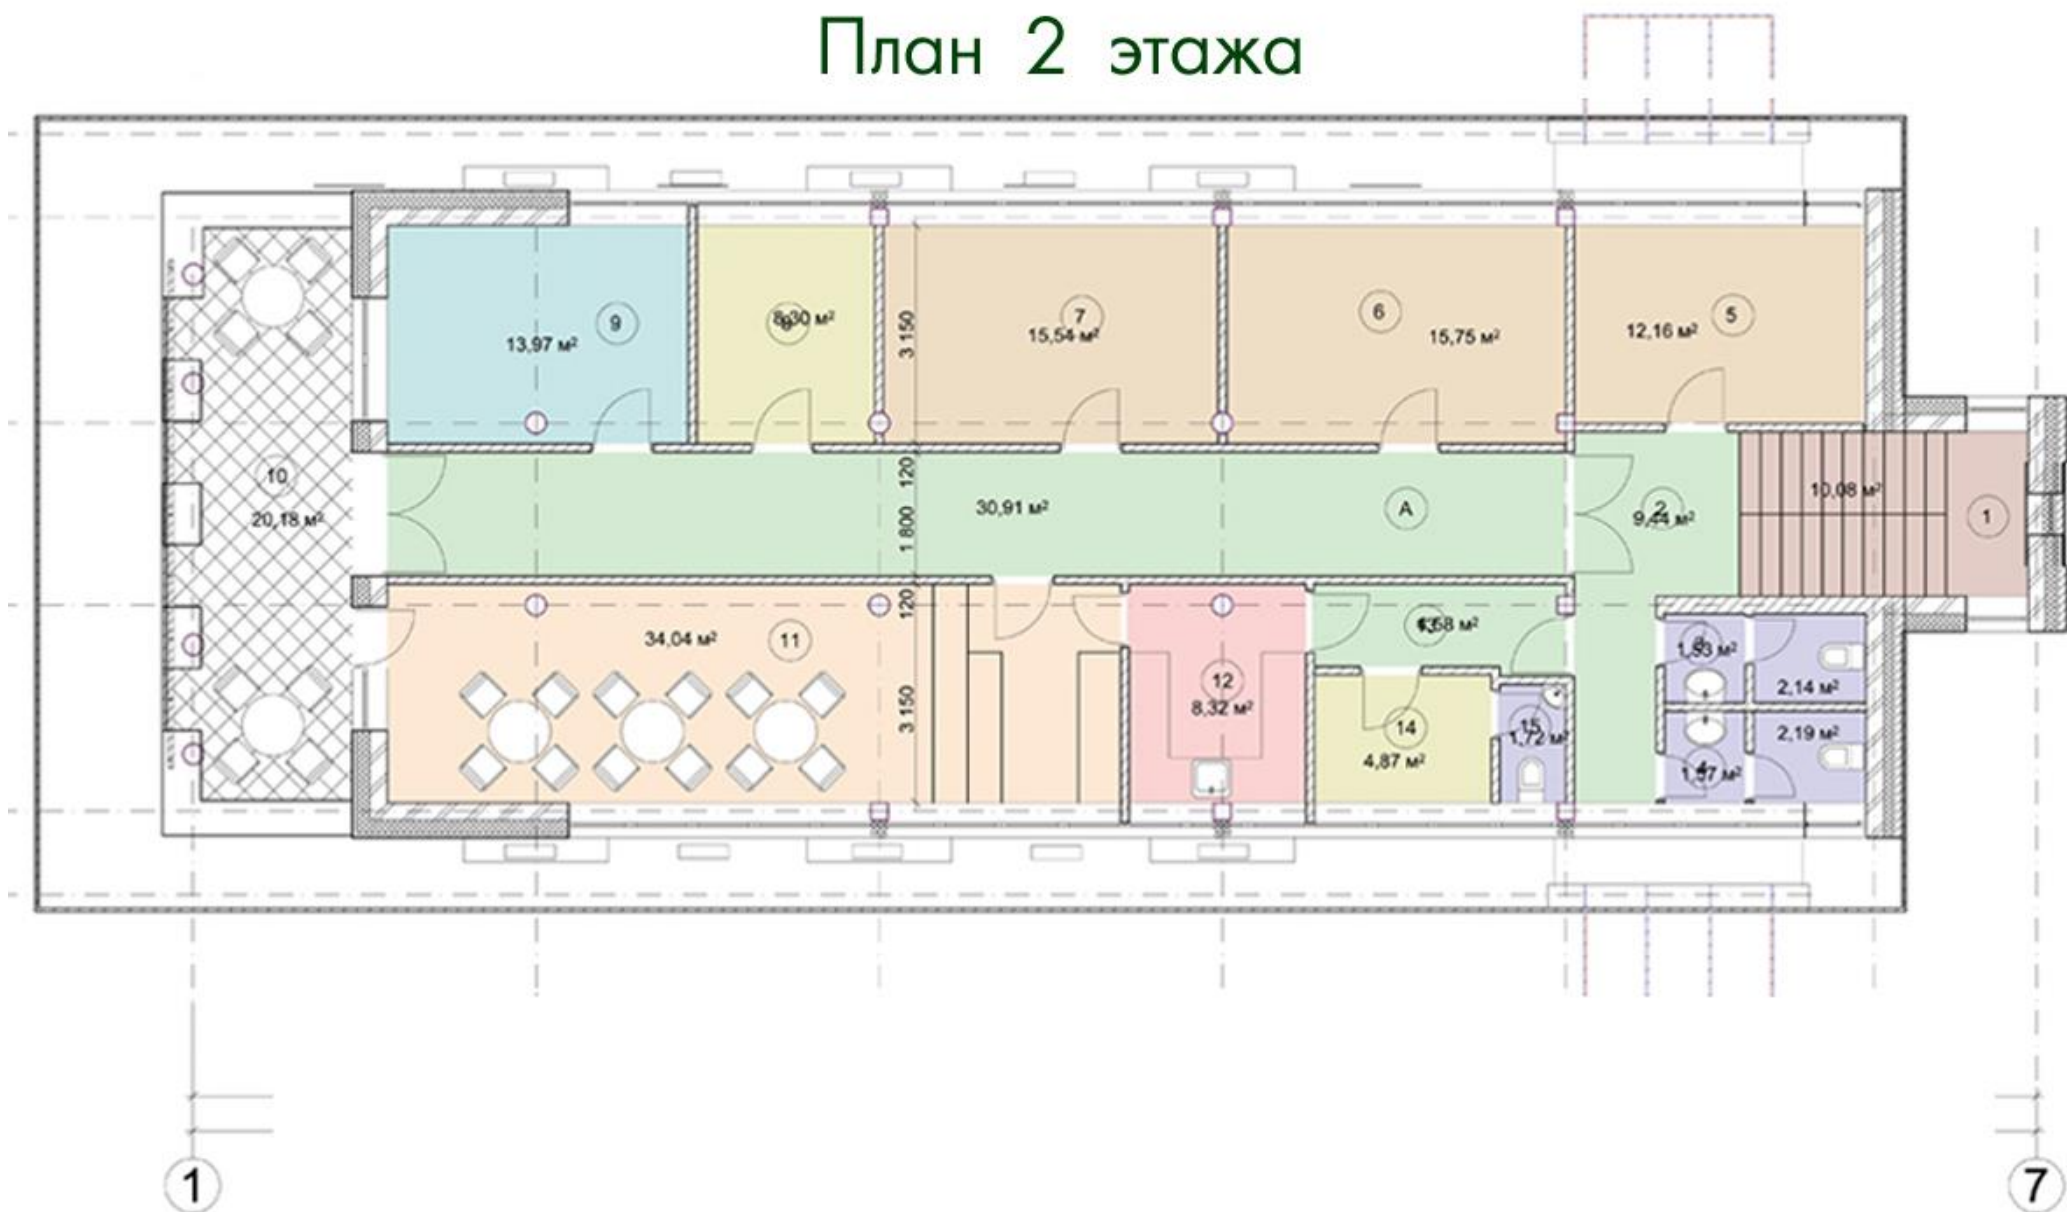 План 2 этажа
9
13,97 м²
8,30 м²
7
15,54 м²
6
15,75 м²
5
12,16 м²
3 150
10
20,18 м²
120
1 800
30,91 м²
A
2
9,44 м²
10,08 м²
1
120
3 150
34,04 м²
11
12
8,32 м²
14
4,87 м²
15
1,72 м²
2,14 м²
4
2,19 м²
1
7